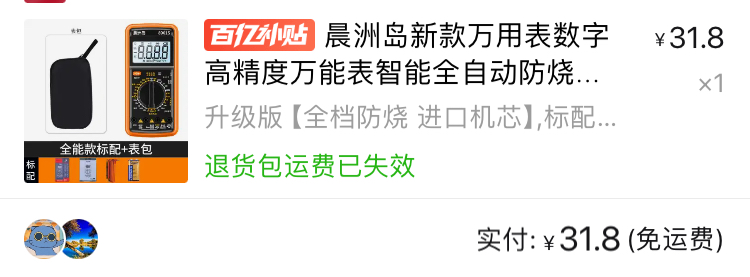 百亿补贴 晨洲岛新款万用表数字
高精度万能表智能全自动防烧...
¥31.8
×1
升级版【全档防烧 进口机芯】,标配...
退货包运费已失效
全能款标配+表包
标配
实付: ¥31.8 (免运费)